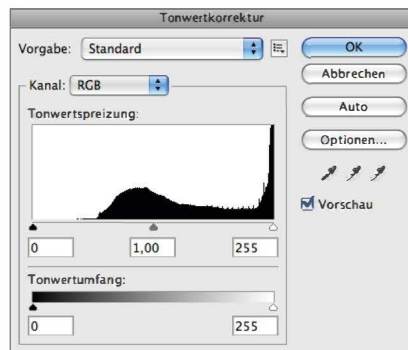 Tonwertkorrektur
Vorgabe: Standard
OK
Abbrechen
Kanal: RGB
Auto
Tonwertspreizung:
Optionen...
Vorschau
0 1,00 255
Tonwertumfang:
0 255